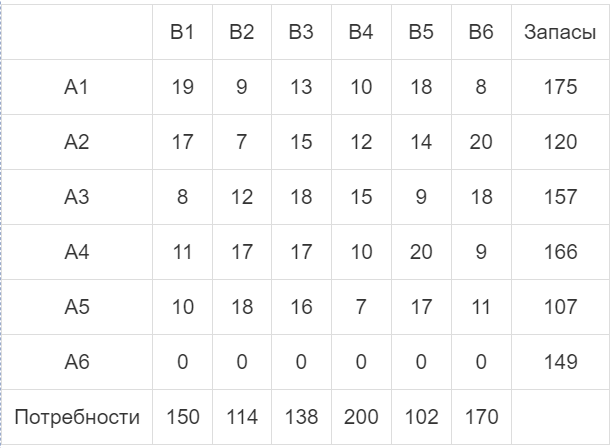 B1 B2 B3 B4 B5 B6 Запасы
A1 19 9 13 10 18 8 175
A2 17 7 15 12 14 20 120
A3 8 12 18 15 9 18 157
A4 11 17 17 10 20 9 166
A5 10 18 16 7 17 11 107
A6 0 0 0 0 0 0 149
Потребности 150 114 138 200 102 170